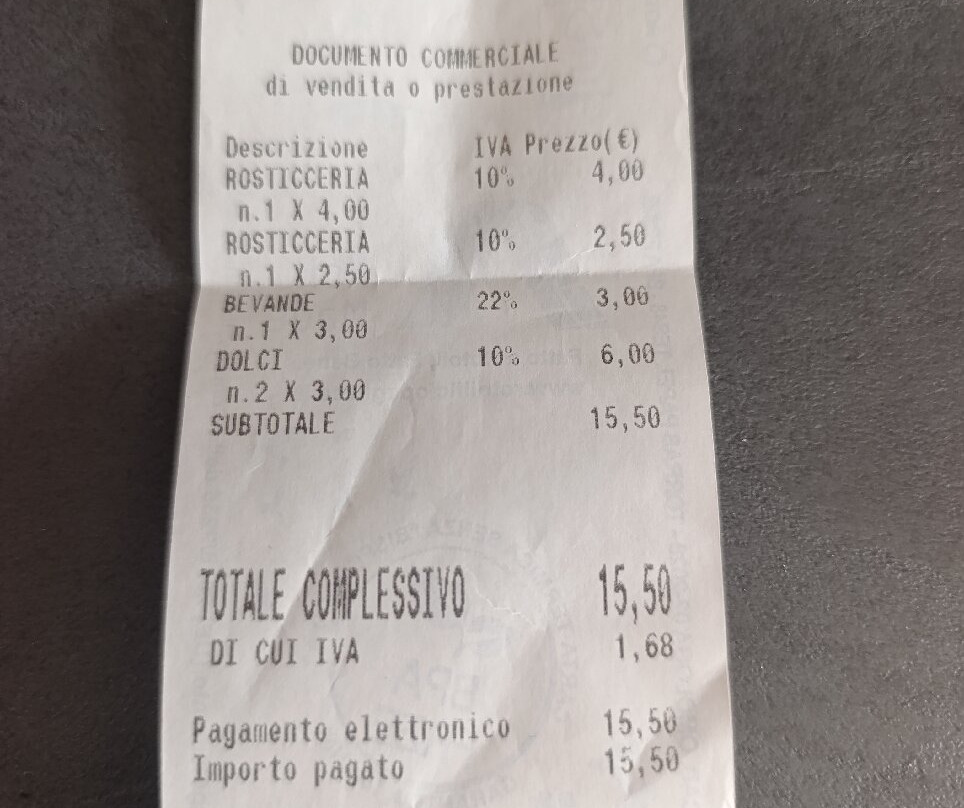 DOCUMENTO COMMERCIALE
di vendita o prestazione
Descrizione IVA Prezzo(€)
ROSTICCERIA 10% 4,00
n.1 X 4,00
ROSTICCERIA 10% 2,50
n.1 X 2,50
BEVANDE 22% 3,00
n.1 X 3,00
DOLCI 10% 6,00
n.2 X 3,00
SUBTOTALE 15,50
TOTALE COMPLESSIVO 15,50
DI CUI IVA 1,68
Pagamento elettronico 15,50
Importo pagato 15,50